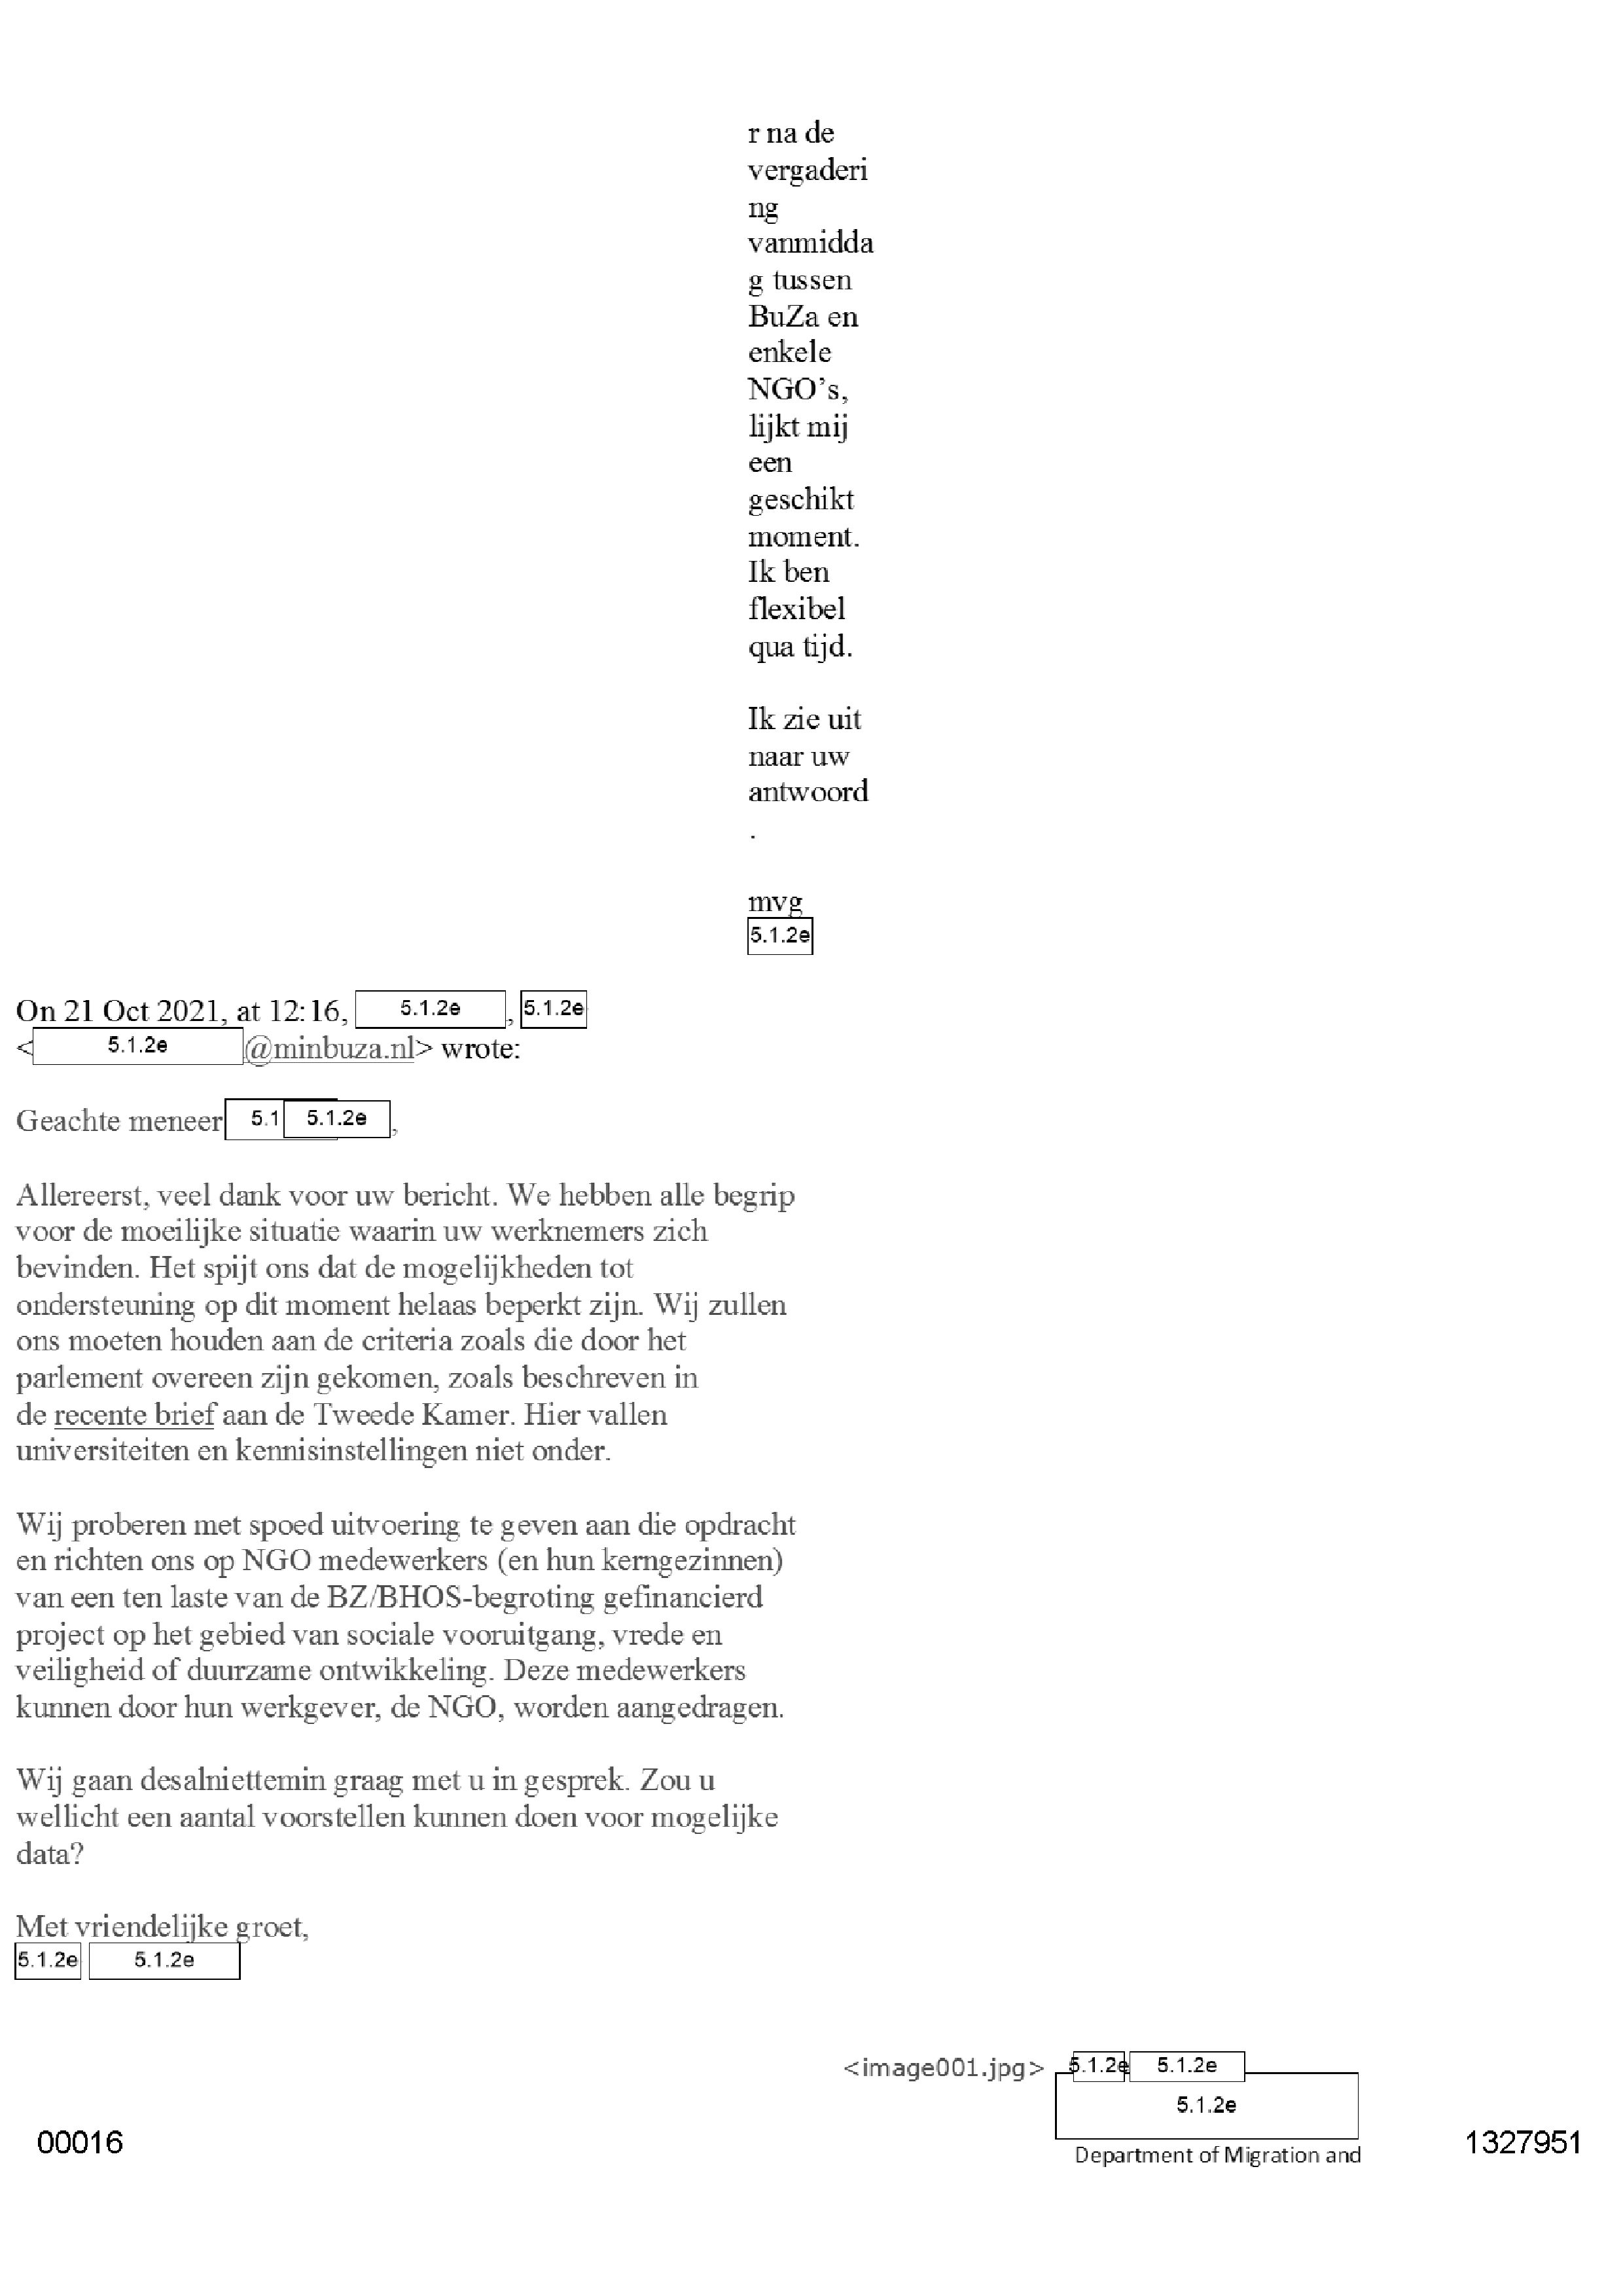 r na de
vergaderi
ng
vanmidda
g tussen
BuZa en
enkele
NGO's,
lijkt mij
een
geschikt
moment.
Ik ben
flexibel
qua tijd.
Ik zie uit
naar uw
antwoord
.
mvg
5.1.2e
On 21 Oct 2021, at 12:16, 5.1.2e, 5.1.2e
<5.1.2e@minbuza.nl> wrote:
Geachte meneer 5.1 5.1.2e,
Allereerst, veel dank voor uw bericht. We hebben alle begrip
voor de moeilijke situatie waarin uw werknemers zich
bevinden. Het spijt ons dat de mogelijkheden tot
ondersteuning op dit moment helaas beperkt zijn. Wij zullen
ons moeten houden aan de criteria zoals die door het
parlement overeen zijn gekomen, zoals beschreven in
de recente brief aan de Tweede Kamer. Hier vallen
universiteiten en kennisinstellingen niet onder.
Wij proberen met spoed uitvoering te geven aan die opdracht
en richten ons op NGO medewerkers (en hun kerngezinnen)
van een ten laste van de BZ/BHOS-begroting gefinancierd
project op het gebied van sociale vooruitgang, vrede en
veiligheid of duurzame ontwikkeling. Deze medewerkers
kunnen door hun werkgever, de NGO, worden aangedragen.
Wij gaan desalniettemin graag met u in gesprek. Zou u
wellicht een aantal voorstellen kunnen doen voor mogelijke
data?
Met vriendelijke groet,
5.1.2e 5.1.2e
<image001.jpg> 5.1.2e 5.1.2e
5.1.2e
Department of Migration and
00016
1327951